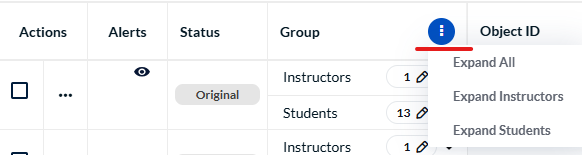 Actions Alerts Status Group Object ID
Expand All
Instructors 1
Original
Expand Instructors
Students 13
Expand Students
Instructors 1